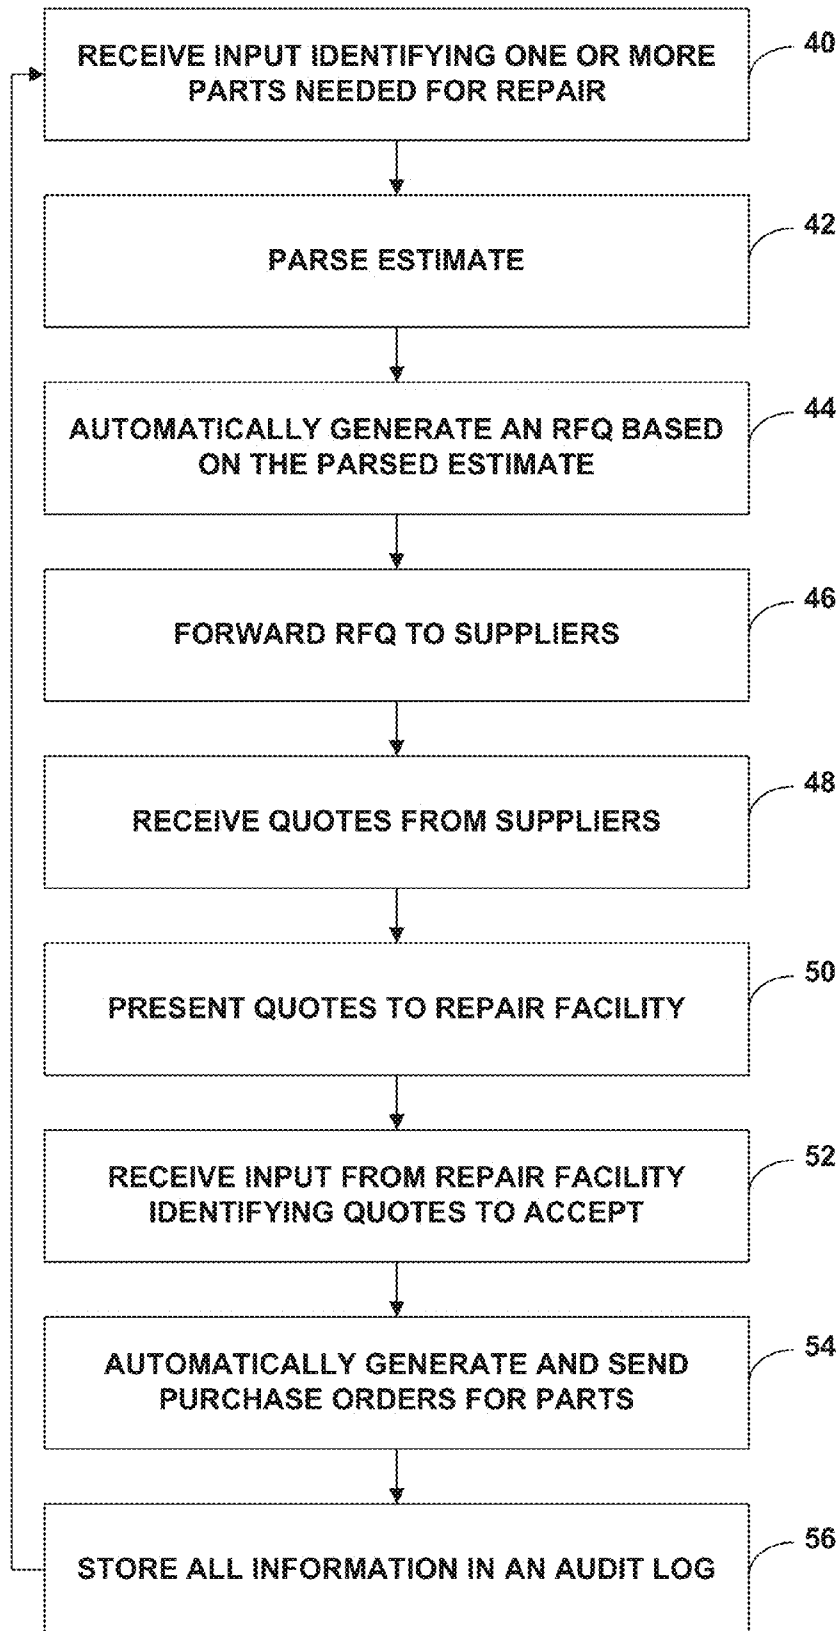 RECEIVE INPUT IDENTIFYING ONE OR MORE
PARTS NEEDED FOR REPAIR
40
PARSE ESTIMATE
42
AUTOMATICALLY GENERATE AN RFQ BASED
ON THE PARSED ESTIMATE
44
FORWARD RFQ TO SUPPLIERS
46
RECEIVE QUOTES FROM SUPPLIERS
48
PRESENT QUOTES TO REPAIR FACILITY
50
RECEIVE INPUT FROM REPAIR FACILITY
IDENTIFYING QUOTES TO ACCEPT
52
AUTOMATICALLY GENERATE AND SEND
PURCHASE ORDERS FOR PARTS
54
STORE ALL INFORMATION IN AN AUDIT LOG
56